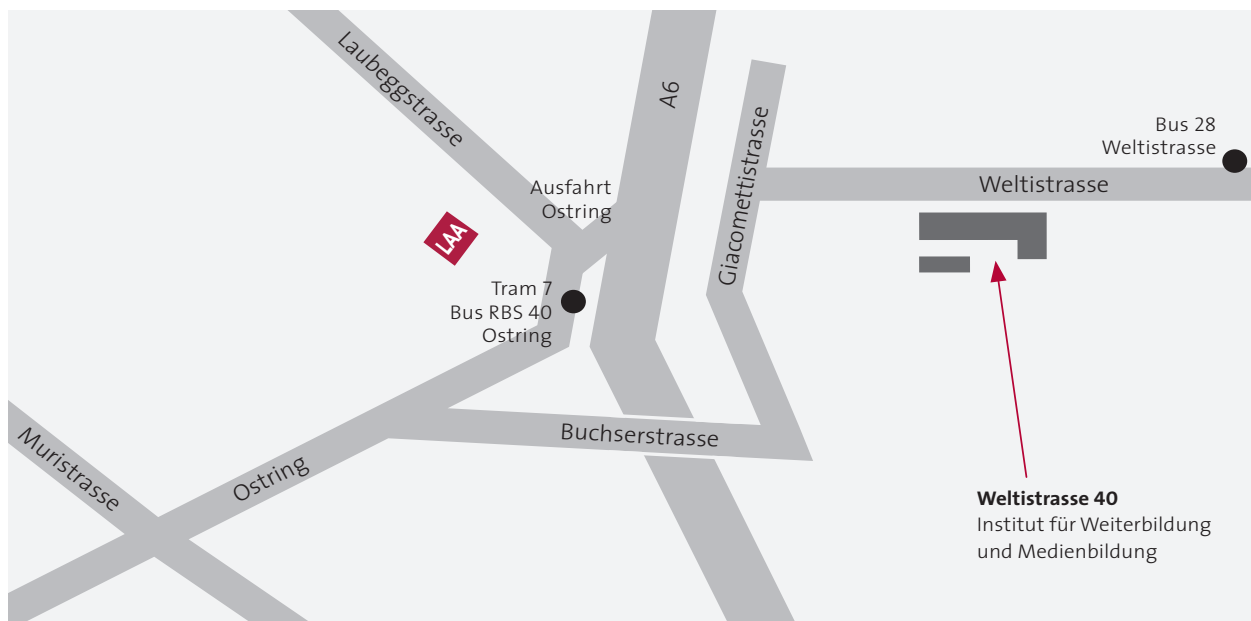 Laubeggstrasse
A6
Giacomettistrasse
Bus 28
Weltistrasse
Weltistrasse
Ausfahrt
Ostring
LAA
Tram 7
Bus RBS 40
Ostring
Buchserstrasse
Muristrasse
Ostring
Weltistrasse 40
Institut für Weiterbildung
und Medienbildung